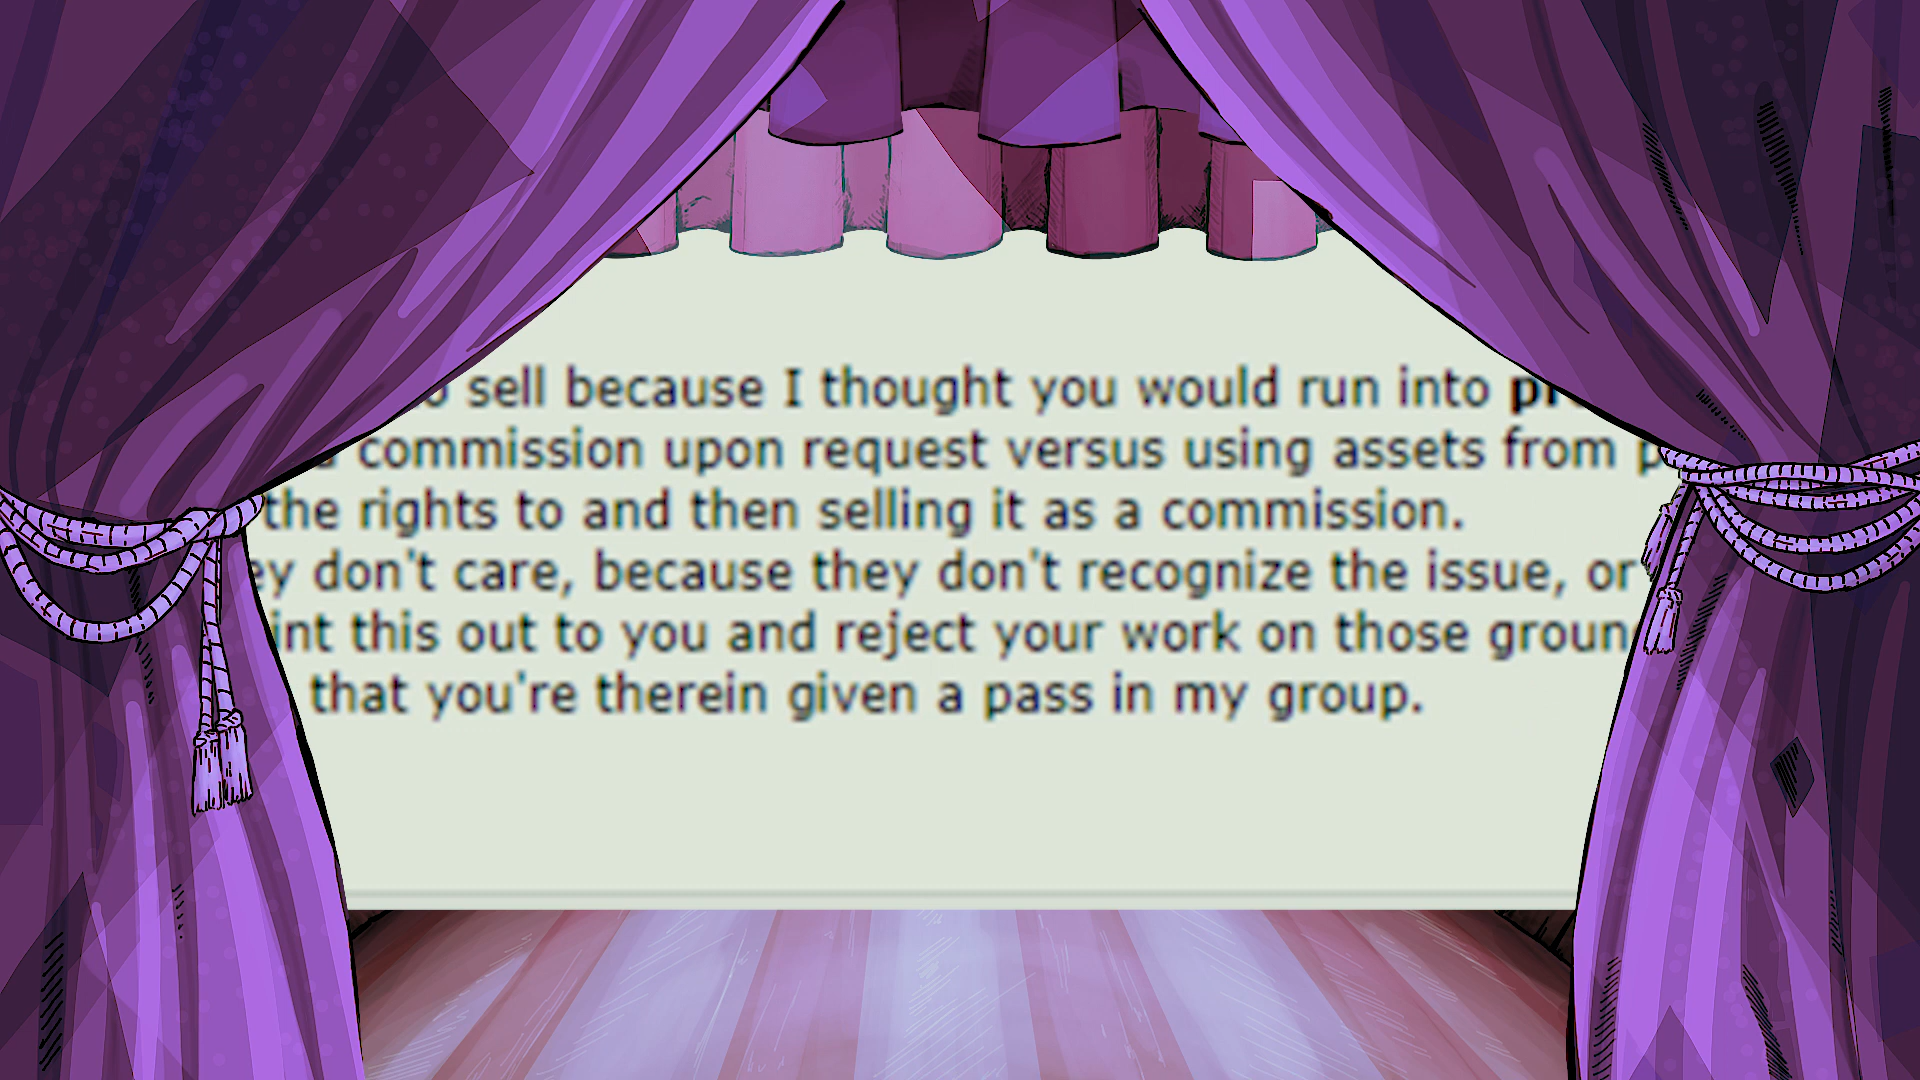 sell because I thought you would run into
commission upon request versus using assets from
the rights to and then selling it as a commission.
don't care, because they don't recognize the issue, or
this out to you and reject your work on those
that you're therein given a pass in my group.